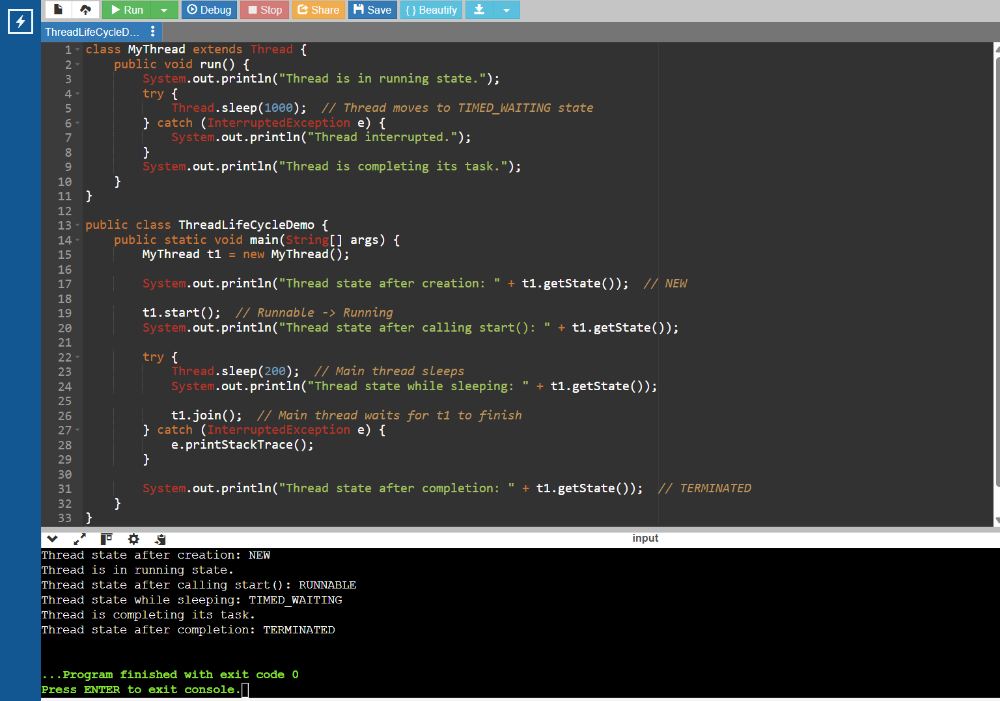 Run Debug Stop Share Save { } Beautify
ThreadLifeCycleD...
1 class MyThread extends Thread {
2     public void run() {
3         System.out.println("Thread is in running state.");
4         try {
5             Thread.sleep(1000);  // Thread moves to TIMED_WAITING state
6         } catch (InterruptedException e) {
7             System.out.println("Thread interrupted.");
8         }
9         System.out.println("Thread is completing its task.");
10     }
11 }
12
13 public class ThreadLifeCycleDemo {
14     public static void main(String[] args) {
15         MyThread t1 = new MyThread();
16
17         System.out.println("Thread state after creation: " + t1.getState());  // NEW
18
19         t1.start();  // Runnable -> Running
20         System.out.println("Thread state after calling start(): " + t1.getState());
21
22         try {
23             Thread.sleep(200);  // Main thread sleeps
24             System.out.println("Thread state while sleeping: " + t1.getState());
25
26             t1.join();  // Main thread waits for t1 to finish
27         } catch (InterruptedException e) {
28             e.printStackTrace();
29         }
30
31         System.out.println("Thread state after completion: " + t1.getState());  // TERMINATED
32     }
33 }
input
Thread state after creation: NEW
Thread is in running state.
Thread state after calling start(): RUNNABLE
Thread state while sleeping: TIMED_WAITING
Thread is completing its task.
Thread state after completion: TERMINATED
...Program finished with exit code 0
Press ENTER to exit console.